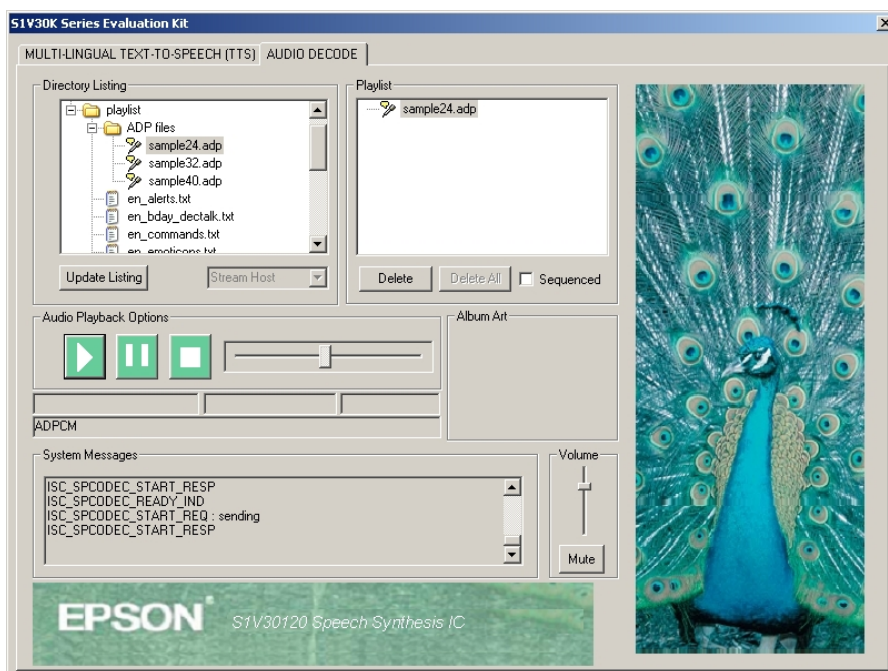 S1V30K Series Evaluation Kit
MULTI-LINGUAL TEXT-TO-SPEECH (TTS) AUDIO DECODE
Directory Listing
playlist
ADP files
sample24.adp
sample32.adp
sample40.adp
en_alerts.txt
en_bday_dectalk.txt
en_commands.txt
en_emoticons.txt
Update Listing
Stream Host
Playlist
sample24.adp
Delete
Delete All
Sequenced
Audio Playback Options
Album Art
ADPCM
System Messages
ISC_SPCODEC_START_RESP
ISC_SPCODEC_READY_IND
ISC_SPCODEC_START_REQ : sending
ISC_SPCODEC_START_RESP
Volume
Mute
EPSON
S1V30120 Speech Synthesis IC